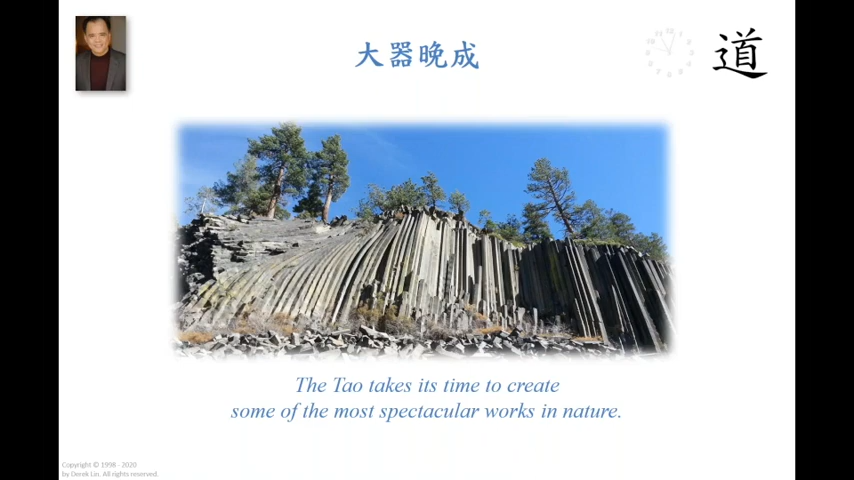 大器晚成
道
The Tao takes its time to create
some of the most spectacular works in nature.
Copyright © 1998 - 2020
by Derek Lin. All rights reserved.